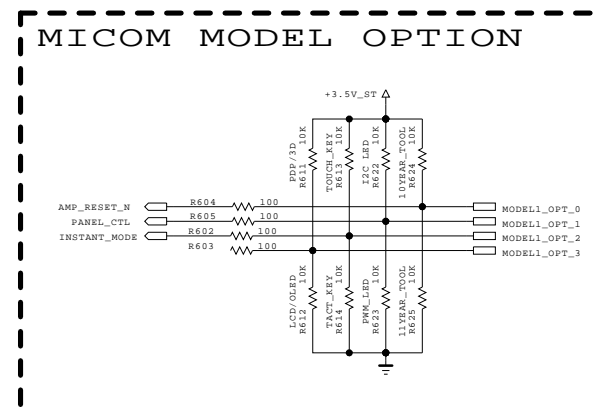 MICOM MODEL OPTION
+3.5V_ST
PDP/3D
R611 10K
TOUCH_KEY
R613 10K
I2C LED
R622 10K
10YEAR_TOOL
R624 10K
AMP_RESET_N R604 100 MODEL1_OPT_0
PANEL_CTL R605 100 MODEL1_OPT_1
INSTANT_MODE R602 100 MODEL1_OPT_2
R603 100 MODEL1_OPT_3
LCD/OLED
R612 10K
TACT_KEY
R614 10K
PWM_LED
R623 10K
11YEAR_TOOL
R625 10K